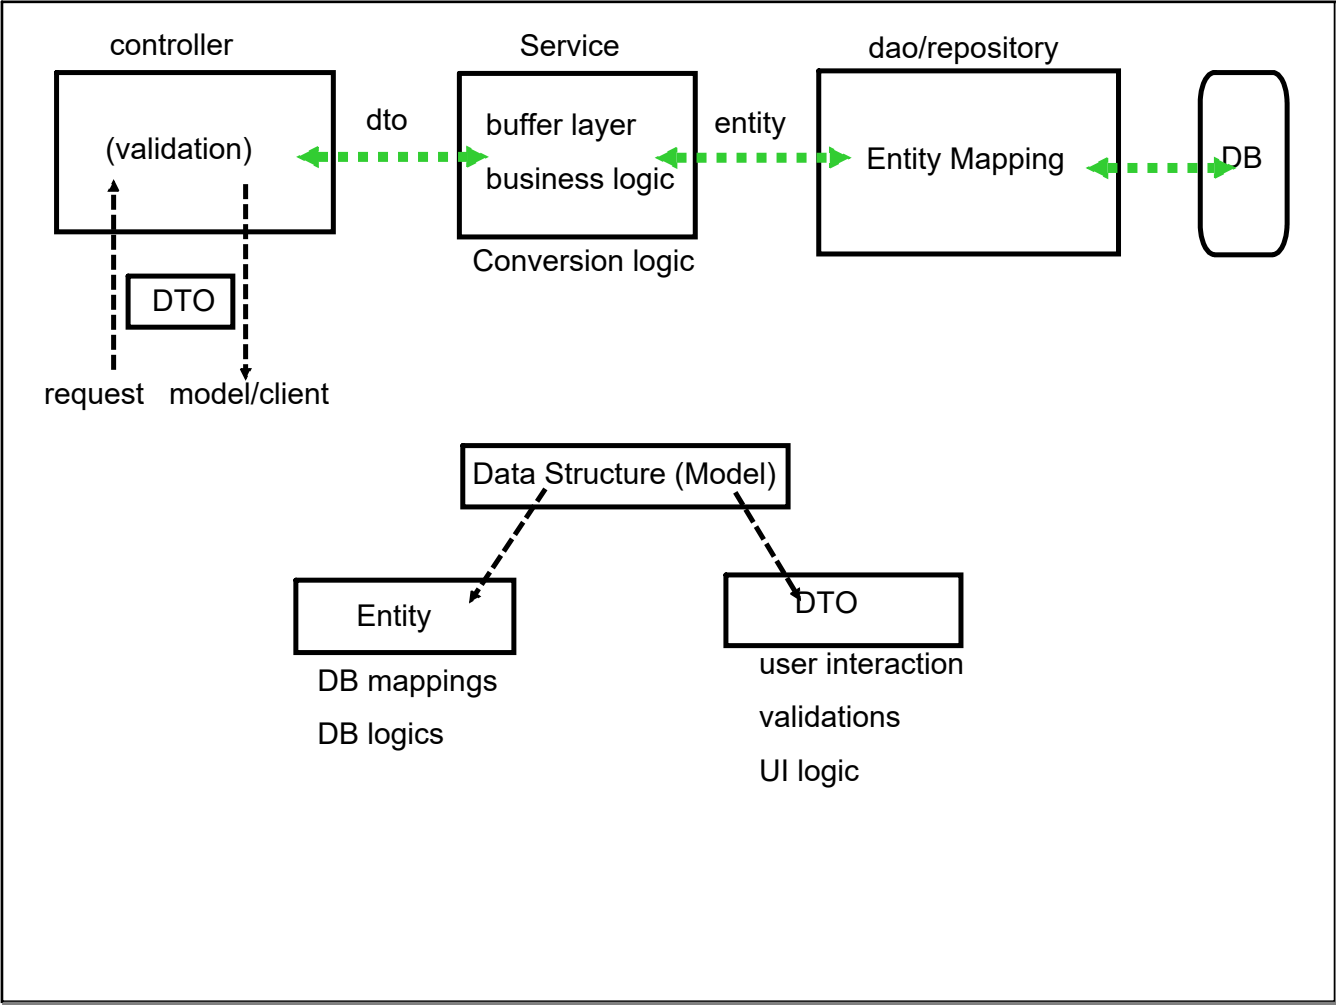 controller
Service
dao/repository
(validation)
dto
buffer layer
business logic
entity
Entity Mapping
DB
Conversion logic
DTO
request
model/client
Data Structure (Model)
Entity
DTO
DB mappings
DB logics
user interaction
validations
UI logic